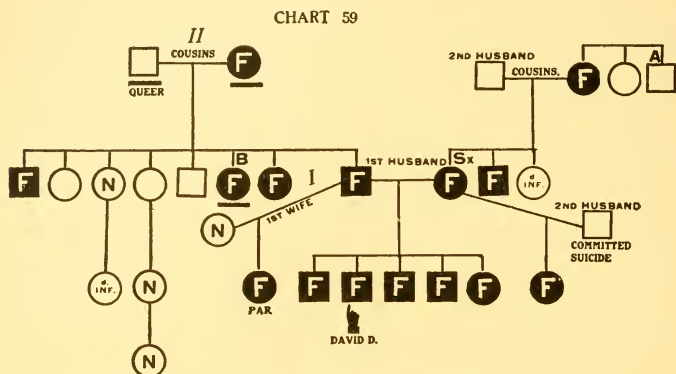 CHART 59
II
COUSINS
F
QUEER
2ND HUSBAND
COUSINS.
F
A
F
N
B
F
F
I
1ST HUSBAND
F
Sx
F
F
d
INF.
N
1ST WIFE
2ND HUSBAND
COMMITTED
SUICIDE
d.
INF.
N
F
PAR.
F
F
F
F
F
F
DAVID D.
N